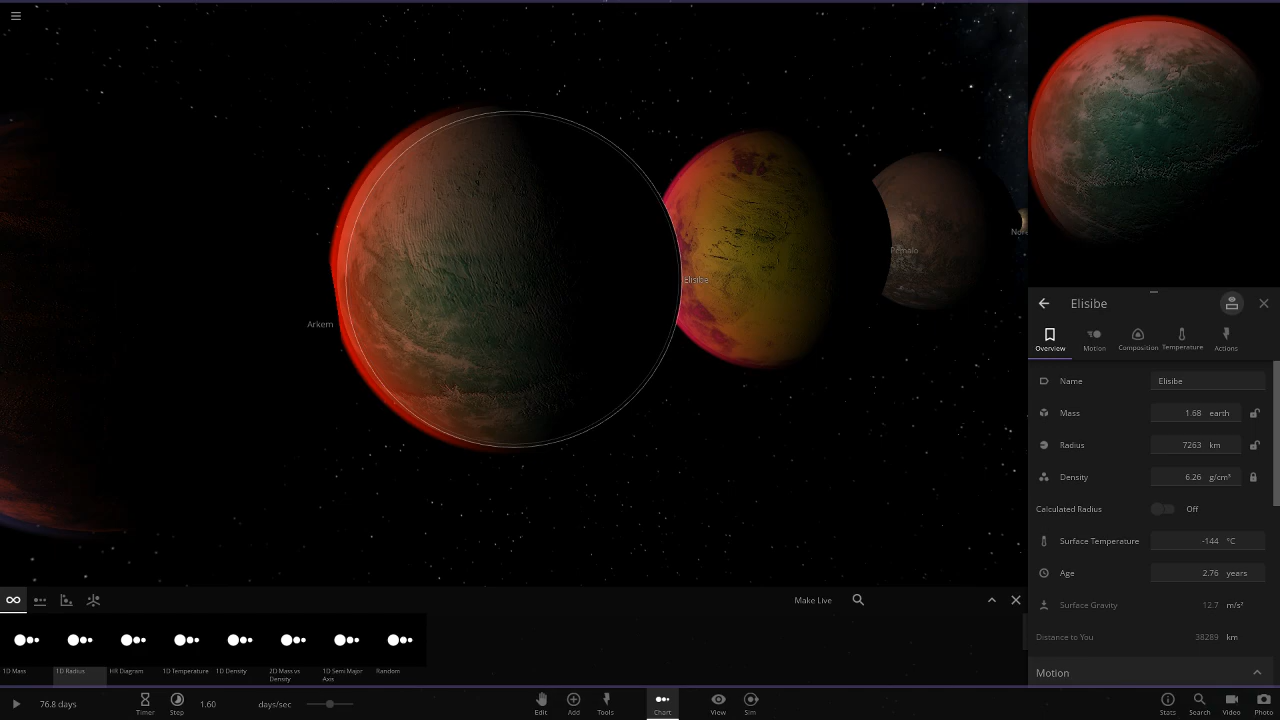 Arkem
Elisibe
Pemalo
Elisibe
Overview
Motion
Composition
Temperature
Actions
Name Elisibe
Mass 1.68 earth
Radius 7263 km
Density 6.26 g/cm³
Calculated Radius Off
Surface Temperature -144 °C
Age 2.76 years
Surface Gravity 12.7 m/s²
Distance to You 38289 km
Motion
Make Live
1D Mass
1D Radius
HR Diagram
1D Temperature
1D Density
2D Mass vs
Density
1D Semi Major
Axis
Random
76.8 days
Timer
Step
1.60 days/sec
Edit
Add
Tools
Chart
View
Sim
Stats
Search
Video
Photo